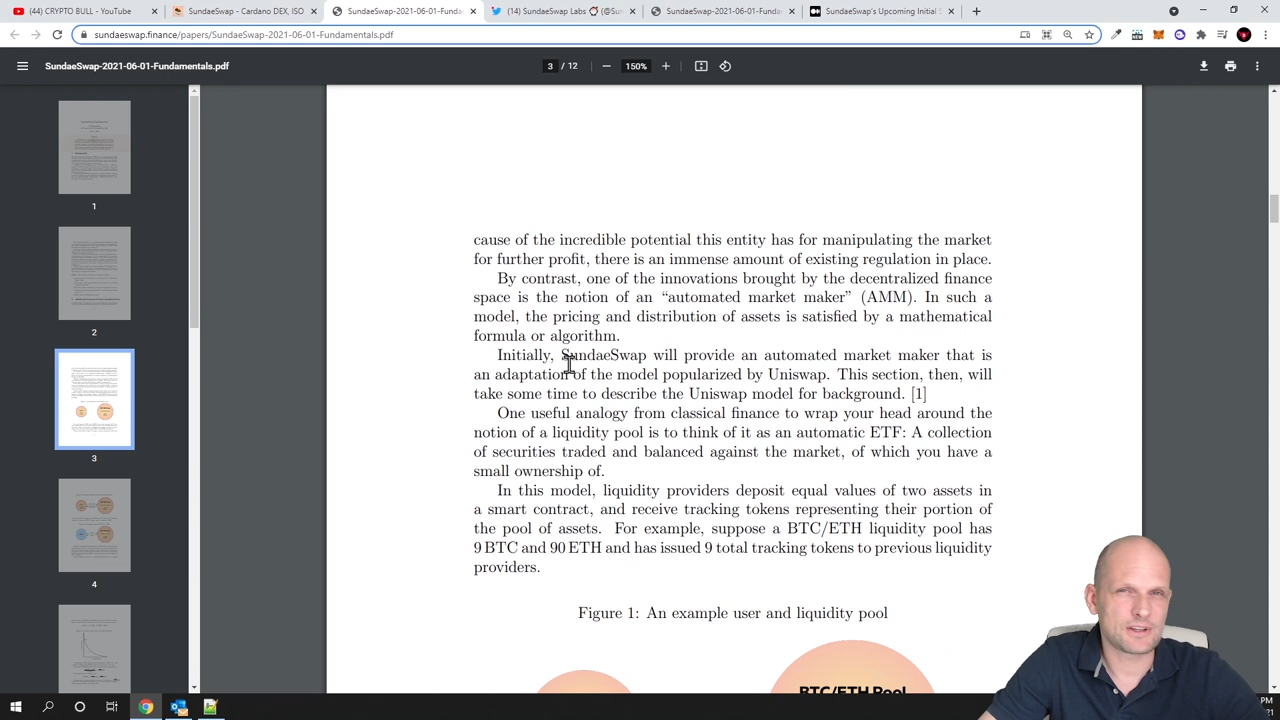 (44) CRYPTO BULL - YouTube
SundaeSwap - Cardano DEX, ISO
SundaeSwap-2021-06-01-Fundam
(14) SundaeSwap Labs
SundaeSwap-2021-06-01-Fundam
SundaeSwap's Upcoming Initial S
sundaeswap.finance/papers/SundaeSwap-2021-06-01-Fundamentals.pdf
SundaeSwap-2021-06-01-Fundamentals.pdf
3 / 12
150%
1
2
3
4
cause of the incredible potential this entity has for manipulating the market
for further profit, there is an immense amount of existing regulation in place.
By contrast, one of the innovations brought by the decentralized finance
space is the notion of an “automated market maker” (AMM). In such a
model, the pricing and distribution of assets is satisfied by a mathematical
formula or algorithm.
Initially, SundaeSwap will provide an automated market maker that is
an adaptation of the model popularized by Uniswap. This section, then, will
take some time to describe the Uniswap model for background. [1]
One useful analogy from classical finance to wrap your head around the
notion of a liquidity pool is to think of it as an automatic ETF: A collection
of securities traded and balanced against the market, of which you have a
small ownership of.
In this model, liquidity providers deposit equal values of two assets in
a smart contract, and receive tracking tokens representing their portion of
the pool of assets. For example, suppose a BTC/ETH liquidity pool has
9 BTC and 90 ETH and has issued 9 total tracking tokens to previous liquidity
providers.
Figure 1: An example user and liquidity pool
BTC/ETH Pool
PM